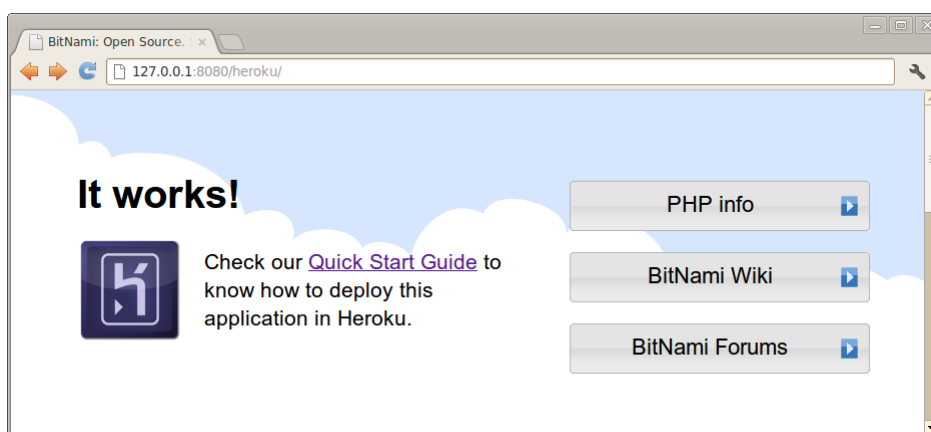 BitNami: Open Source.
127.0.0.1:8080/heroku/
It works!
Check our Quick Start Guide to
know how to deploy this
application in Heroku.
PHP info
BitNami Wiki
BitNami Forums